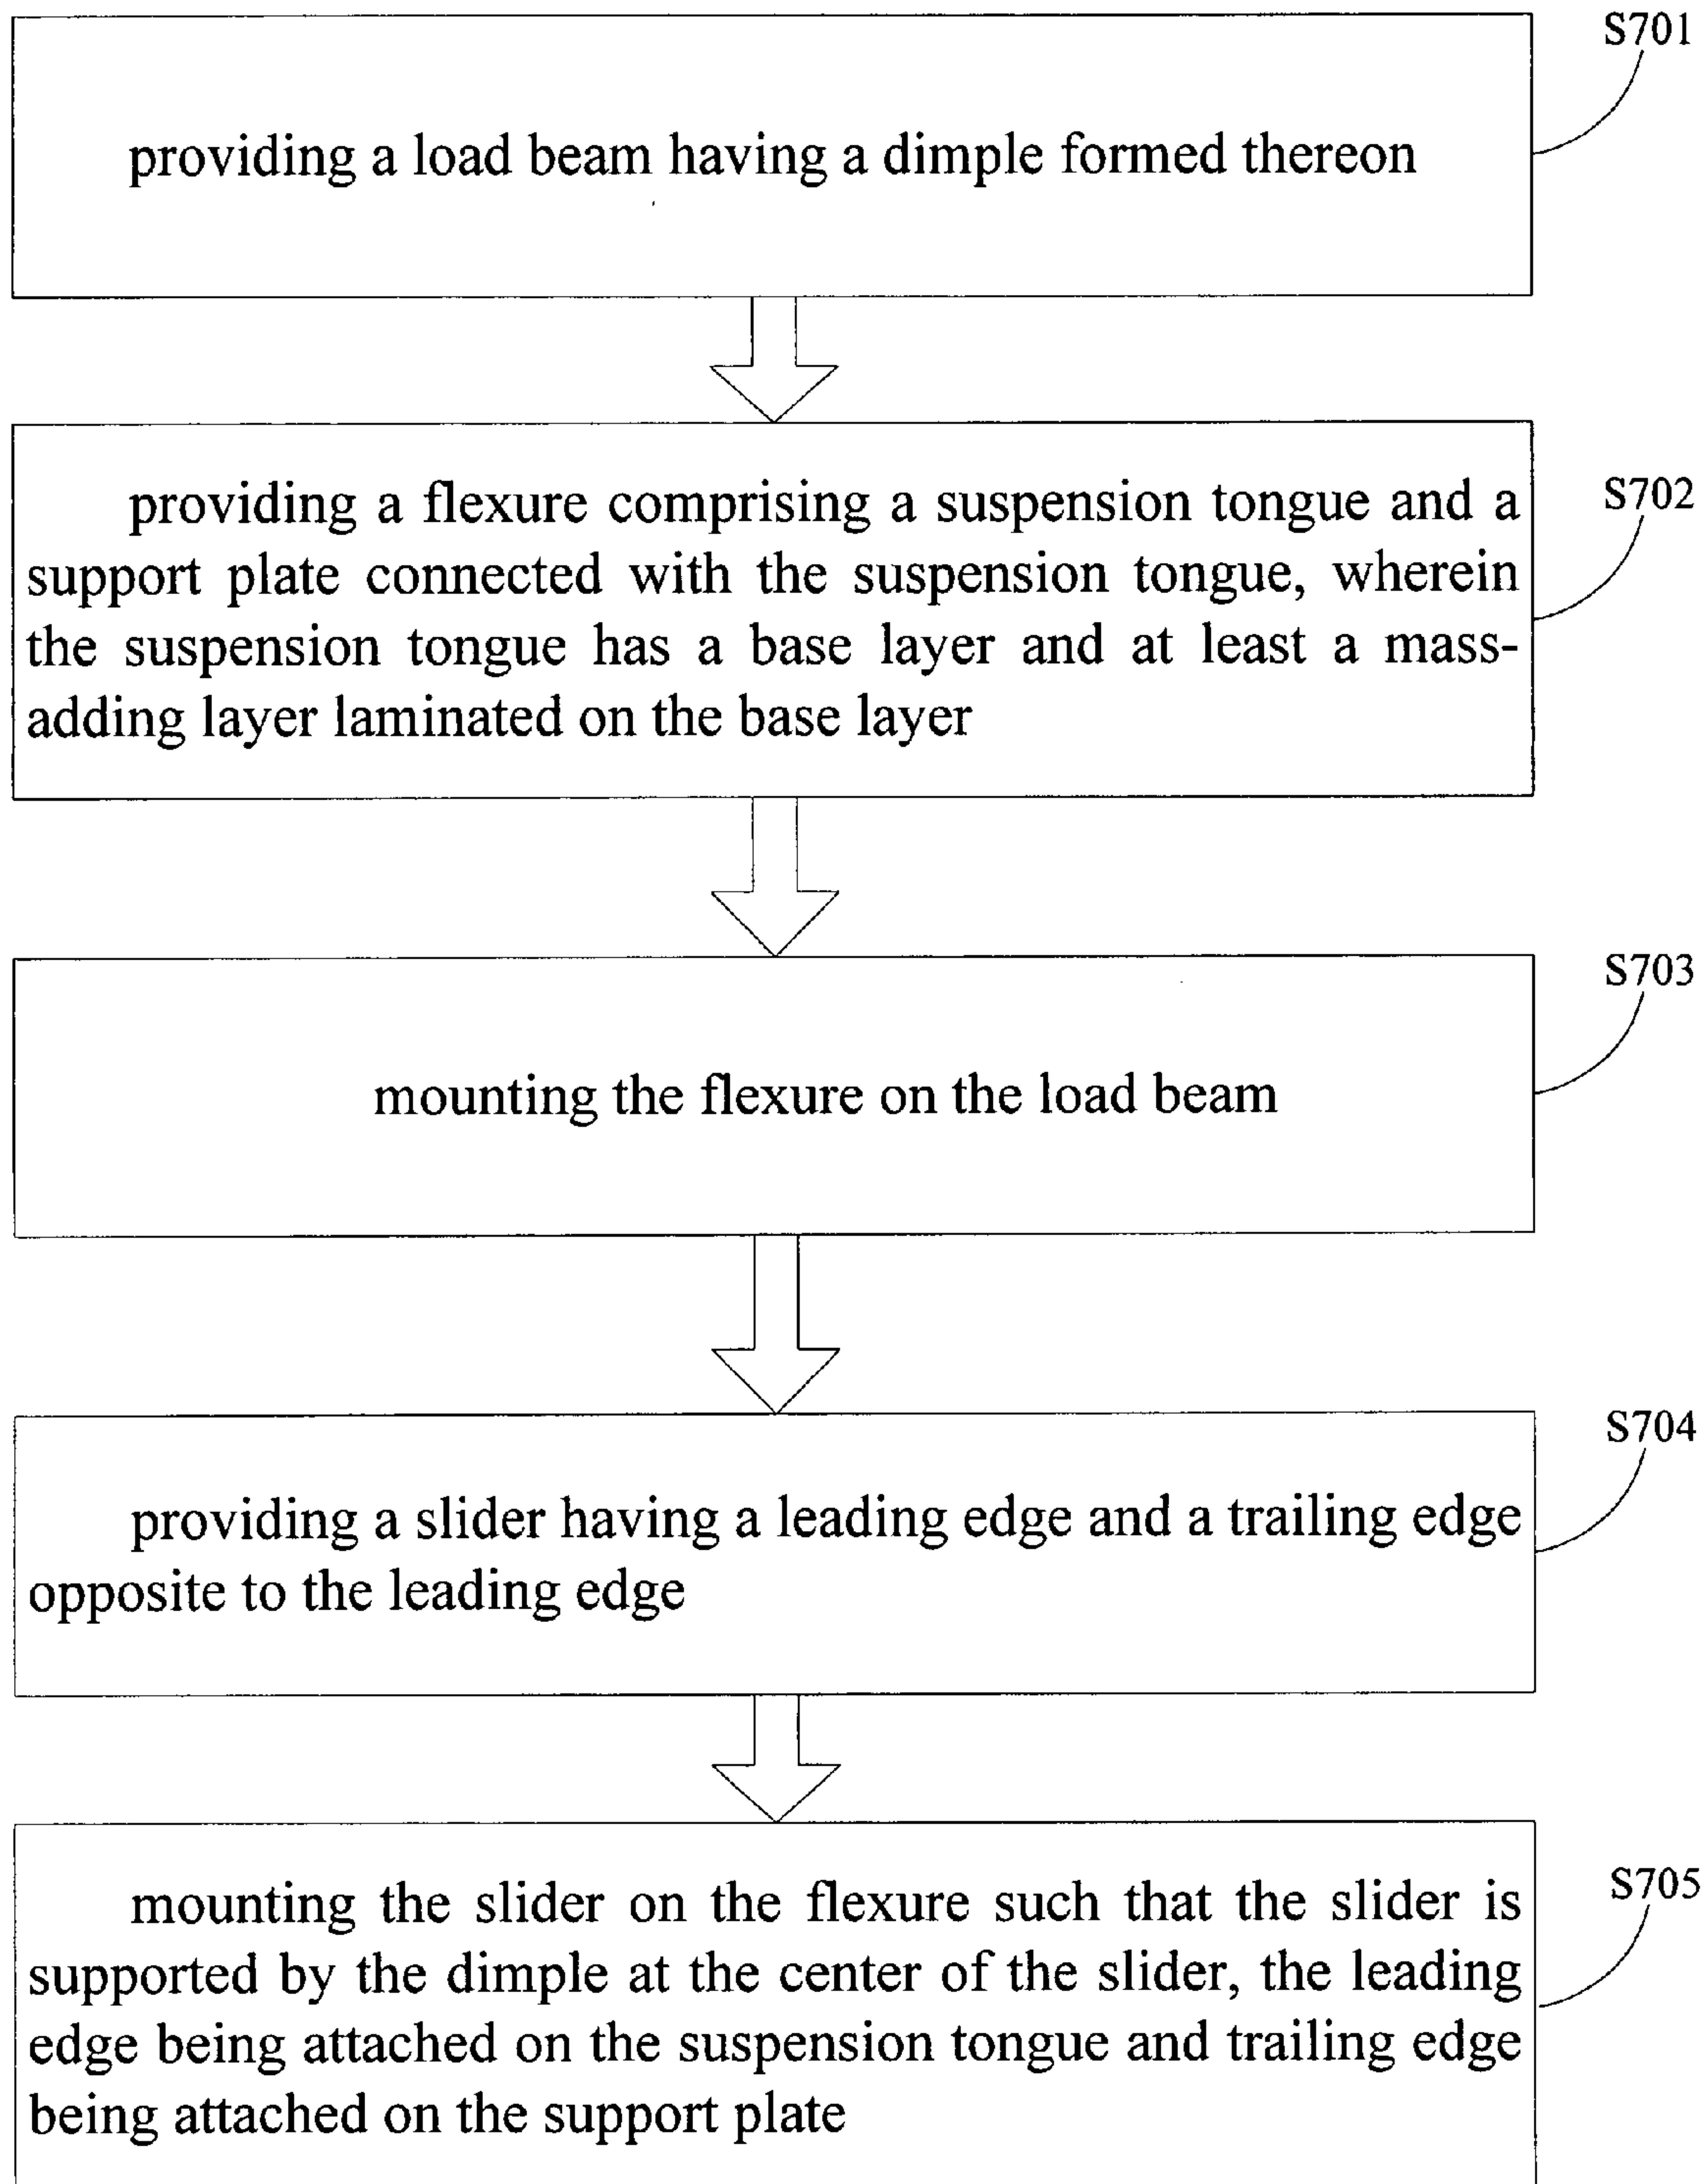 S701
providing a load beam having a dimple formed thereon
S702
providing a flexure comprising a suspension tongue and a
support plate connected with the suspension tongue, wherein
the suspension tongue has a base layer and at least a mass-
adding layer laminated on the base layer
S703
mounting the flexure on the load beam
S704
providing a slider having a leading edge and a trailing edge
opposite to the leading edge
S705
mounting the slider on the flexure such that the slider is
supported by the dimple at the center of the slider, the leading
edge being attached on the suspension tongue and trailing edge
being attached on the support plate